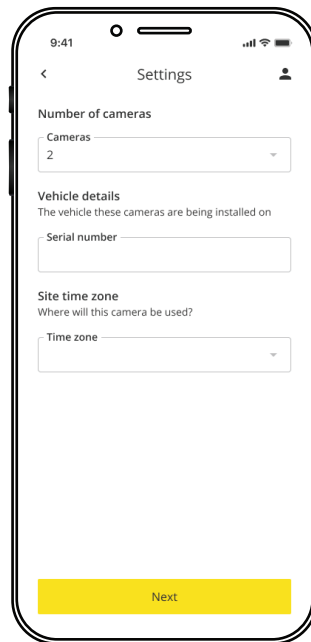 9:41
Settings
Number of cameras
Cameras
2
Vehicle details
The vehicle these cameras are being installed on
Serial number
Site time zone
Where will this camera be used?
Time zone
Next